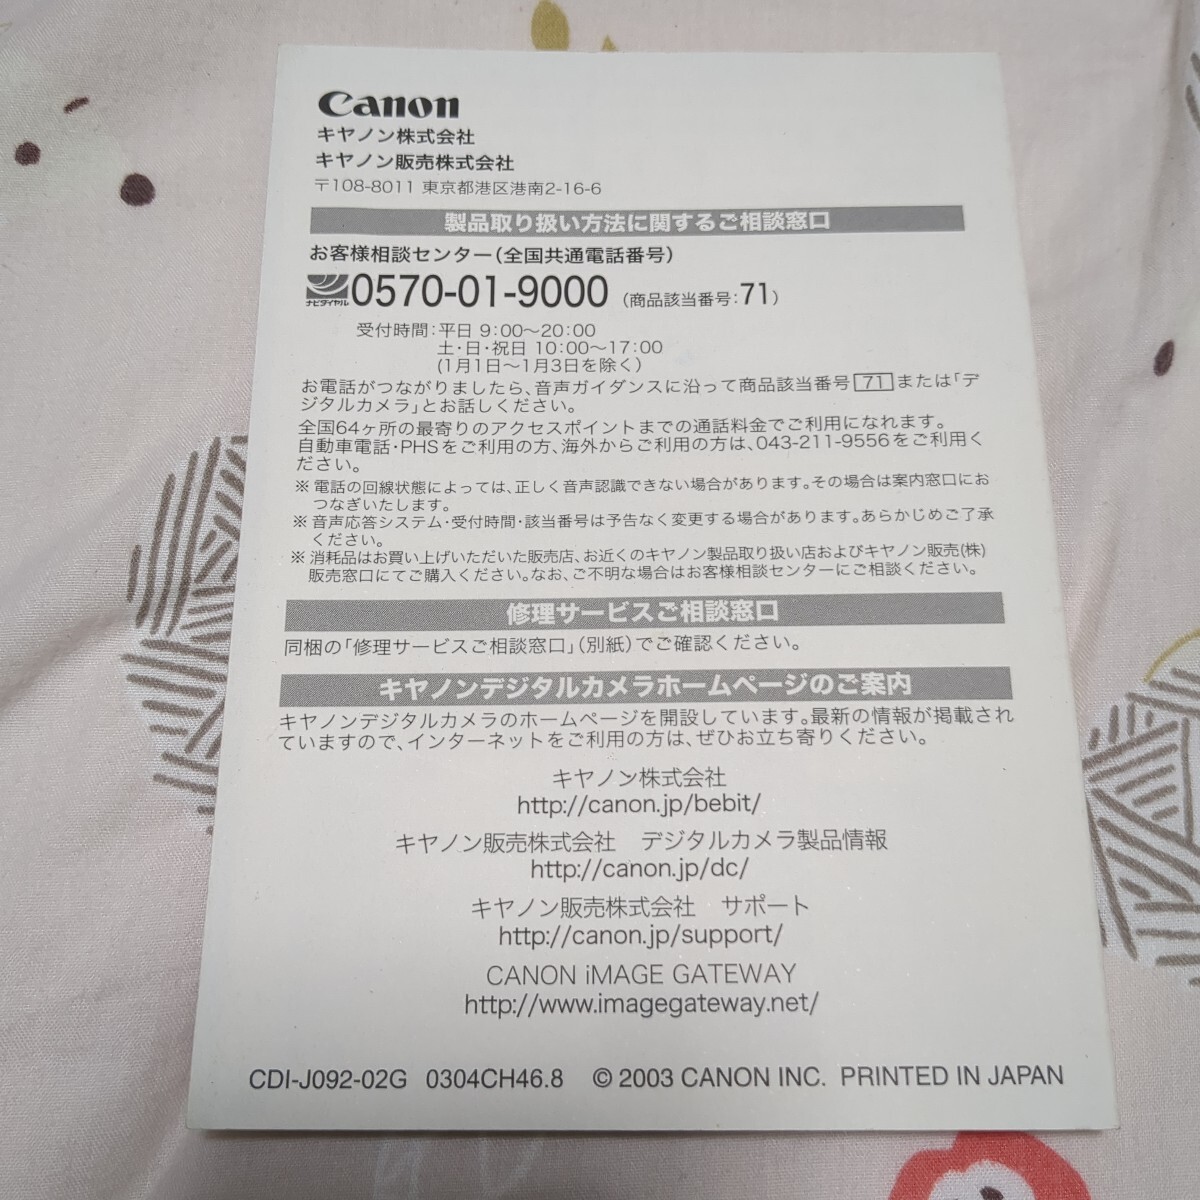 Canon
キヤノン株式会社
キヤノン販売株式会社
〒108-8011 東京都港区港南2-16-6
製品取り扱い方法に関するご相談窓口
お客様相談センター(全国共通電話番号)
ナビダイヤル 0570-01-9000 (商品該当番号:71)
受付時間:平日 9:00〜20:00
土・日・祝日 10:00〜17:00
(1月1日〜1月3日を除く)
お電話がつながりましたら、音声ガイダンスに沿って商品該当番号 71 または「デ
ジタルカメラ」とお話しください。
全国64ヶ所の最寄りのアクセスポイントまでの通話料金でご利用になれます。
自動車電話・PHSをご利用の方、海外からご利用の方は、043-211-9556をご利用く
ださい。
※ 電話の回線状態によっては、正しく音声認識できない場合があります。その場合は案内窓口にお
つなぎいたします。
※ 音声応答システム・受付時間・該当番号は予告なく変更する場合があります。あらかじめご了承
ください。
※ 消耗品はお買い上げいただいた販売店、お近くのキヤノン製品取り扱い店およびキヤノン販売(株)
販売窓口にてご購入ください。なお、ご不明な場合はお客様相談センターにご相談ください。
修理サービスご相談窓口
同梱の「修理サービスご相談窓口」(別紙)でご確認ください。
キヤノンデジタルカメラホームページのご案内
キヤノンデジタルカメラのホームページを開設しています。最新の情報が掲載され
ていますので、インターネットをご利用の方は、ぜひお立ち寄りください。
キヤノン株式会社
http://canon.jp/bebit/
キヤノン販売株式会社 デジタルカメラ製品情報
http://canon.jp/dc/
キヤノン販売株式会社 サポート
http://canon.jp/support/
CANON iMAGE GATEWAY
http://www.imagegateway.net/
CDI-J092-02G 0304CH46.8 © 2003 CANON INC. PRINTED IN JAPAN